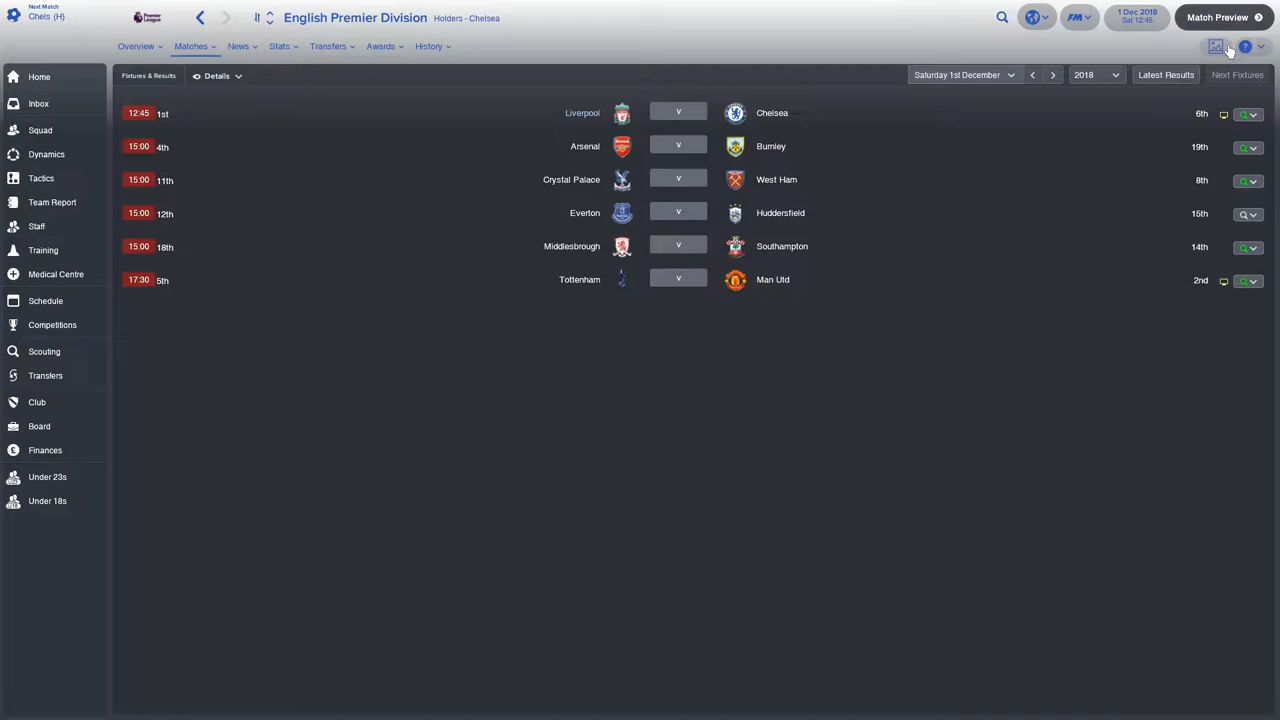 Next Match
Chels (H)
Premier League
English Premier Division
Holders - Chelsea
FM
1 Dec 2018
Sat 12:45
Match Preview
Overview
Matches
News
Stats
Transfers
Awards
History
?
Home
Inbox
Squad
Dynamics
Tactics
Team Report
Staff
Training
Medical Centre
Schedule
Competitions
Scouting
Transfers
Club
Board
Finances
Under 23s
Under 18s
Fixtures & Results
Details
Saturday 1st December
2018
Latest Results
Next Fixtures
12:45 1st Liverpool v Chelsea 6th
15:00 4th Arsenal v Burnley 19th
15:00 11th Crystal Palace v West Ham 8th
15:00 12th Everton v Huddersfield 15th
15:00 18th Middlesbrough v Southampton 14th
17:30 5th Tottenham v Man Utd 2nd